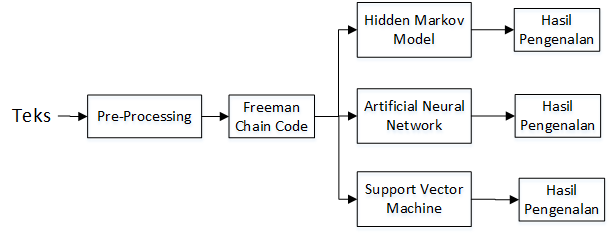 Teks
Pre-Processing
Freeman
Chain Code
Hidden Markov
Model
Hasil
Pengenalan
Artificial Neural
Network
Hasil
Pengenalan
Support Vector
Machine
Hasil
Pengenalan